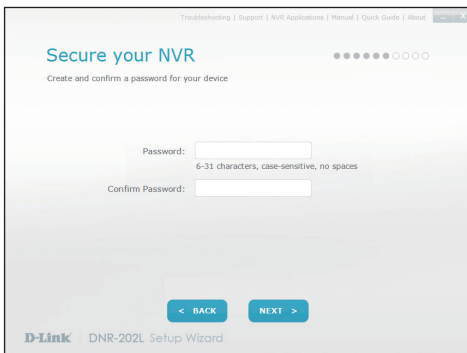 Troubleshooting | Support | NVR Applications | Manual | Quick Guide | About
Secure your NVR
Create and confirm a password for your device
Password:
6-31 characters, case-sensitive, no spaces
Confirm Password:
< BACK NEXT >
D-Link DNR-202L Setup Wizard